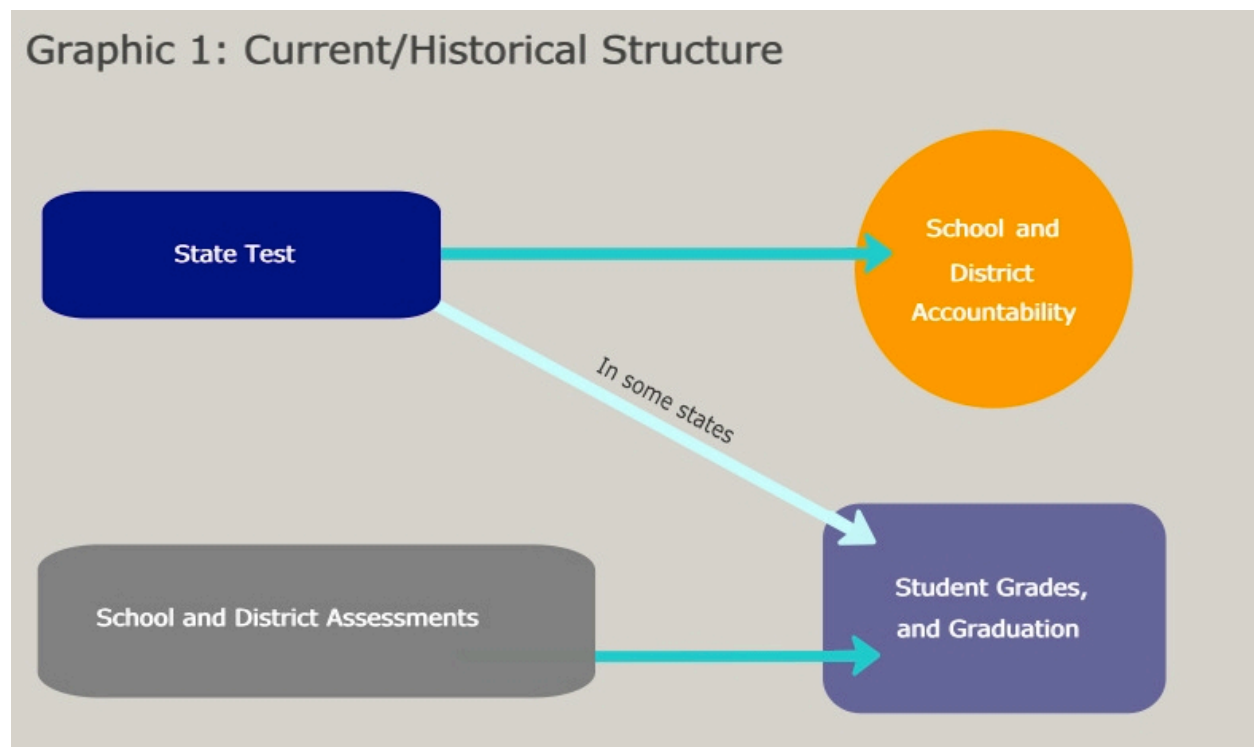 Graphic 1: Current/Historical Structure
State Test
School and
District
Accountability
In some states
School and District Assessments
Student Grades,
and Graduation